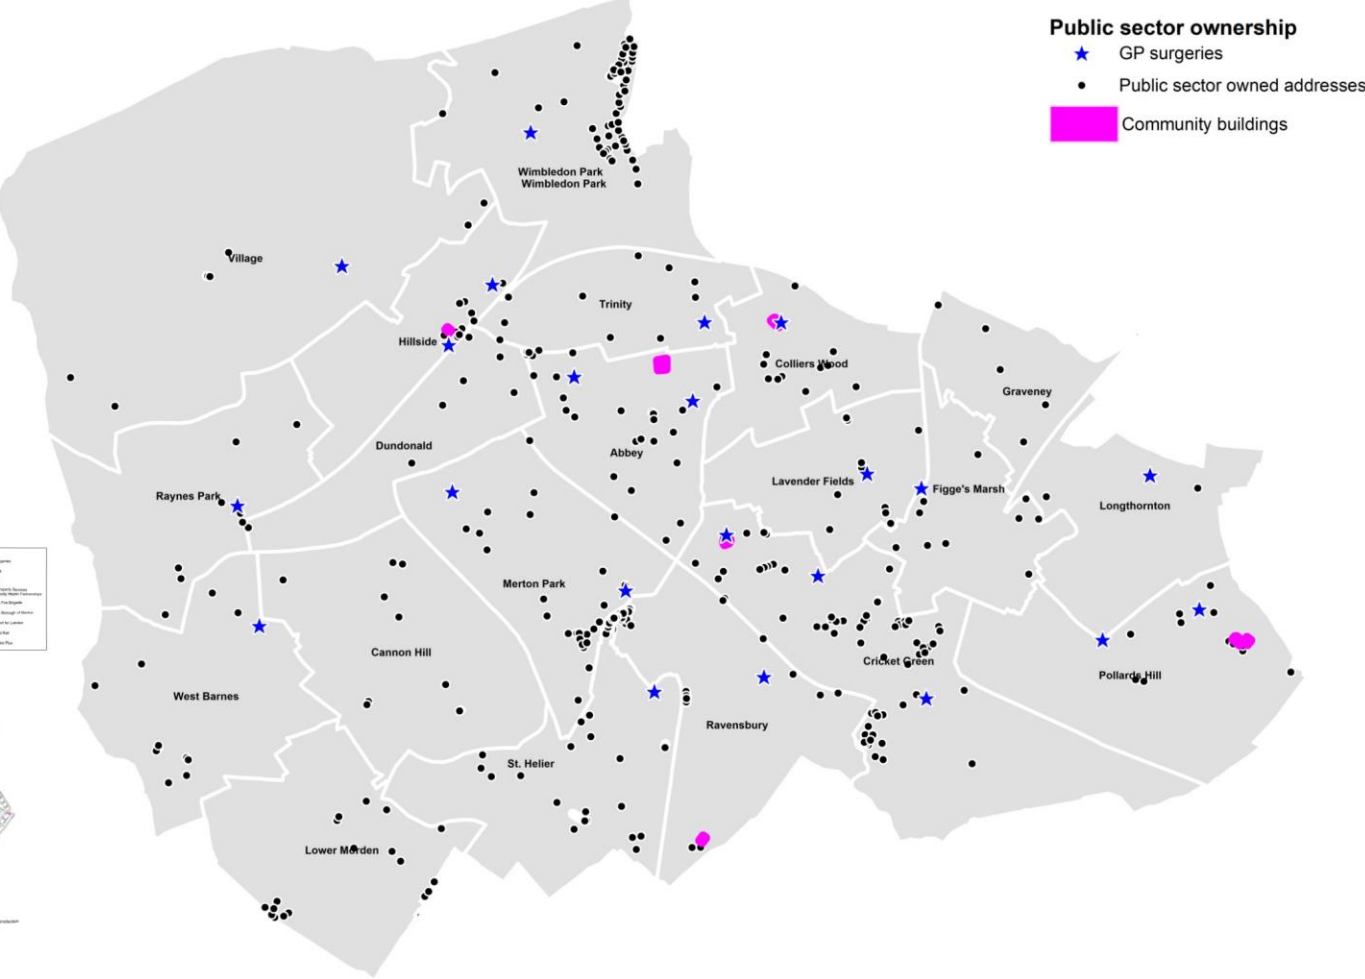 Public sector ownership
GP surgeries
Public sector owned addresses
Community buildings
Wimbledon Park
Wimbledon Park
Village
Trinity
Hillside
Colliers Wood
Graveney
Dundonald
Abbey
Raynes Park
Lavender Fields
Figge's Marsh
Longthornton
Merton Park
Cannon Hill
Cricket Green
Pollards Hill
West Barnes
Ravensbury
St. Helier
Lower Morden